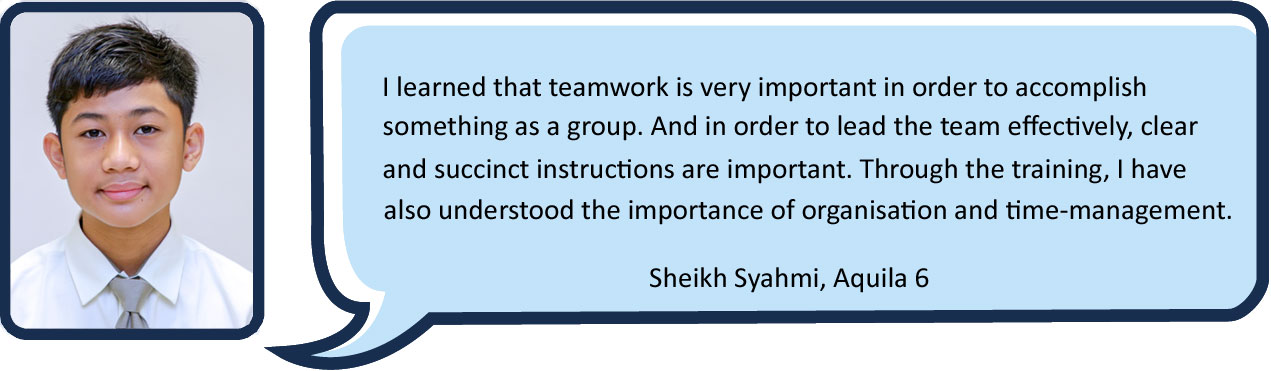 I learned that teamwork is very important in order to accomplish
something as a group. And in order to lead the team effectively, clear
and succinct instructions are important. Through the training, I have
also understood the importance of organisation and time-management.
Sheikh Syahmi, Aquila 6